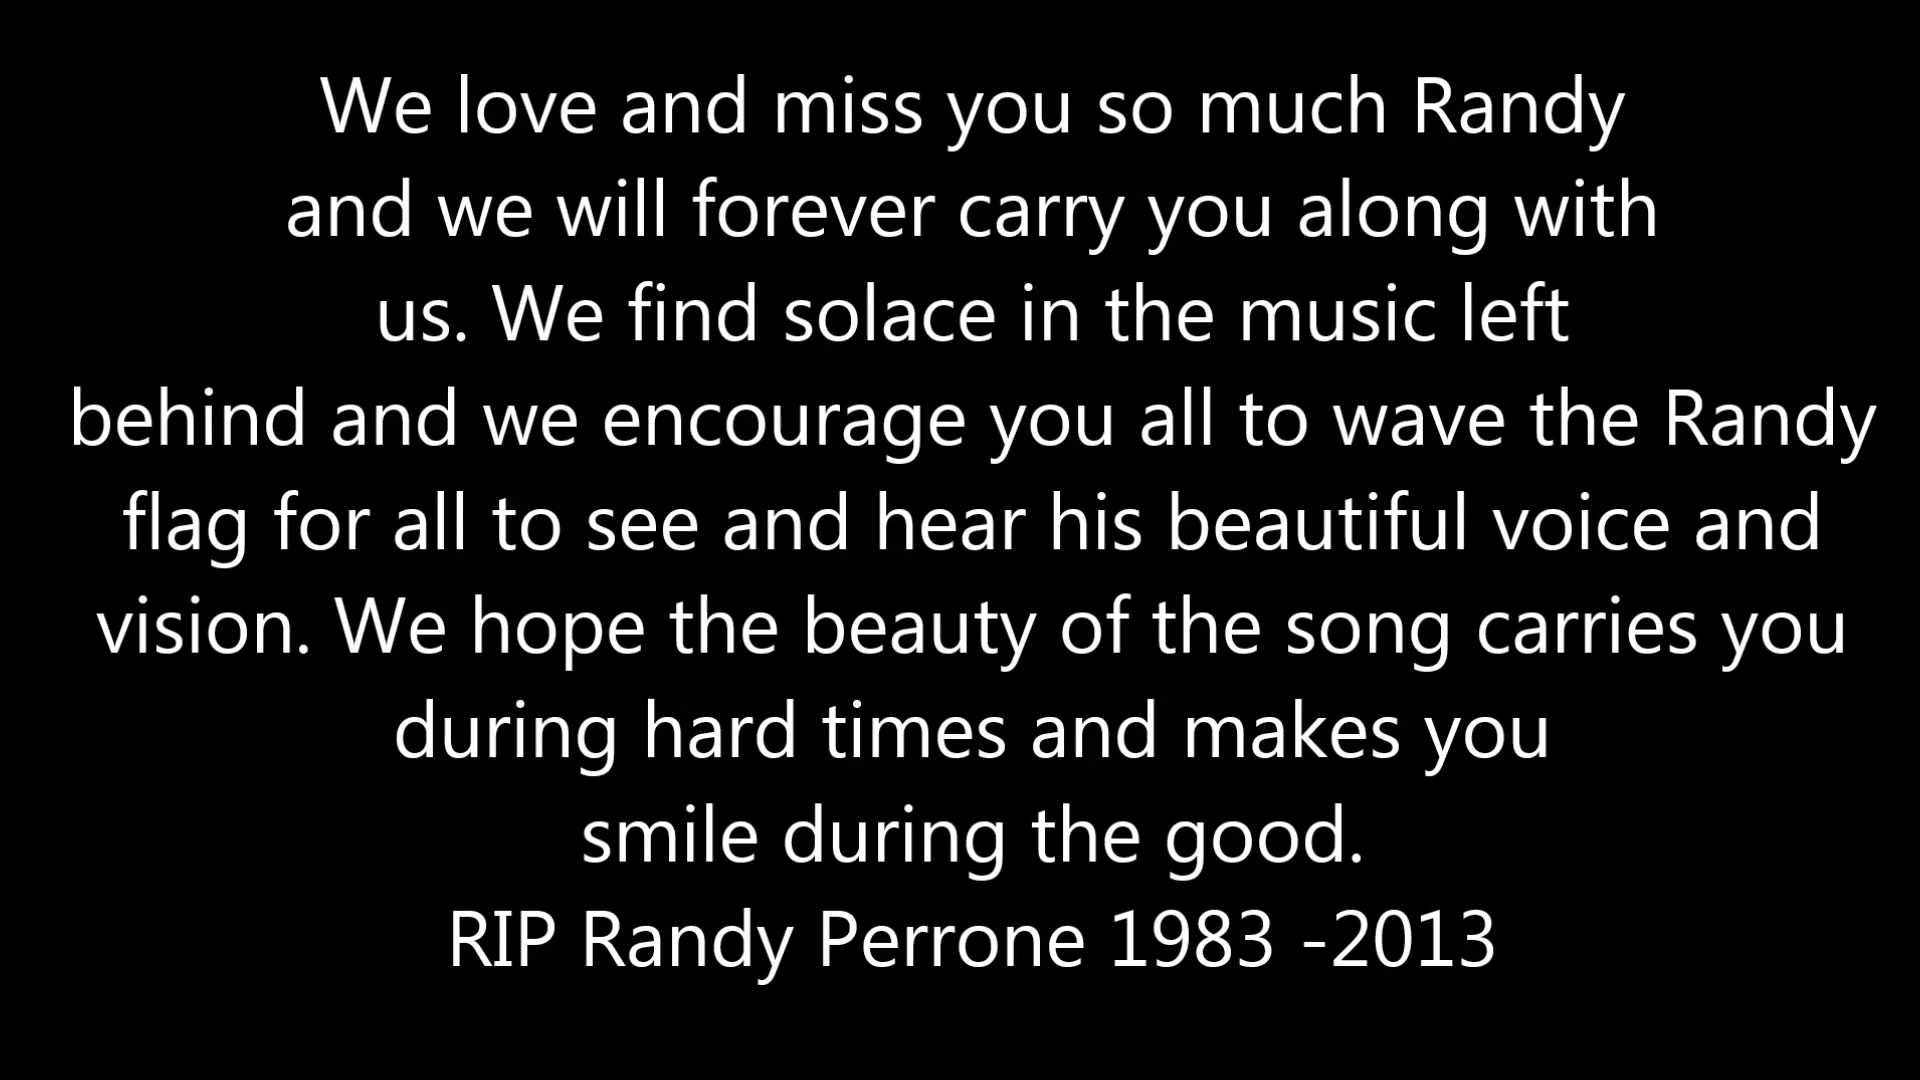 We love and miss you so much Randy
and we will forever carry you along with
us. We find solace in the music left
behind and we encourage you all to wave the Randy
flag for all to see and hear his beautiful voice and
vision. We hope the beauty of the song carries you
during hard times and makes you
smile during the good.
RIP Randy Perrone 1983 -2013